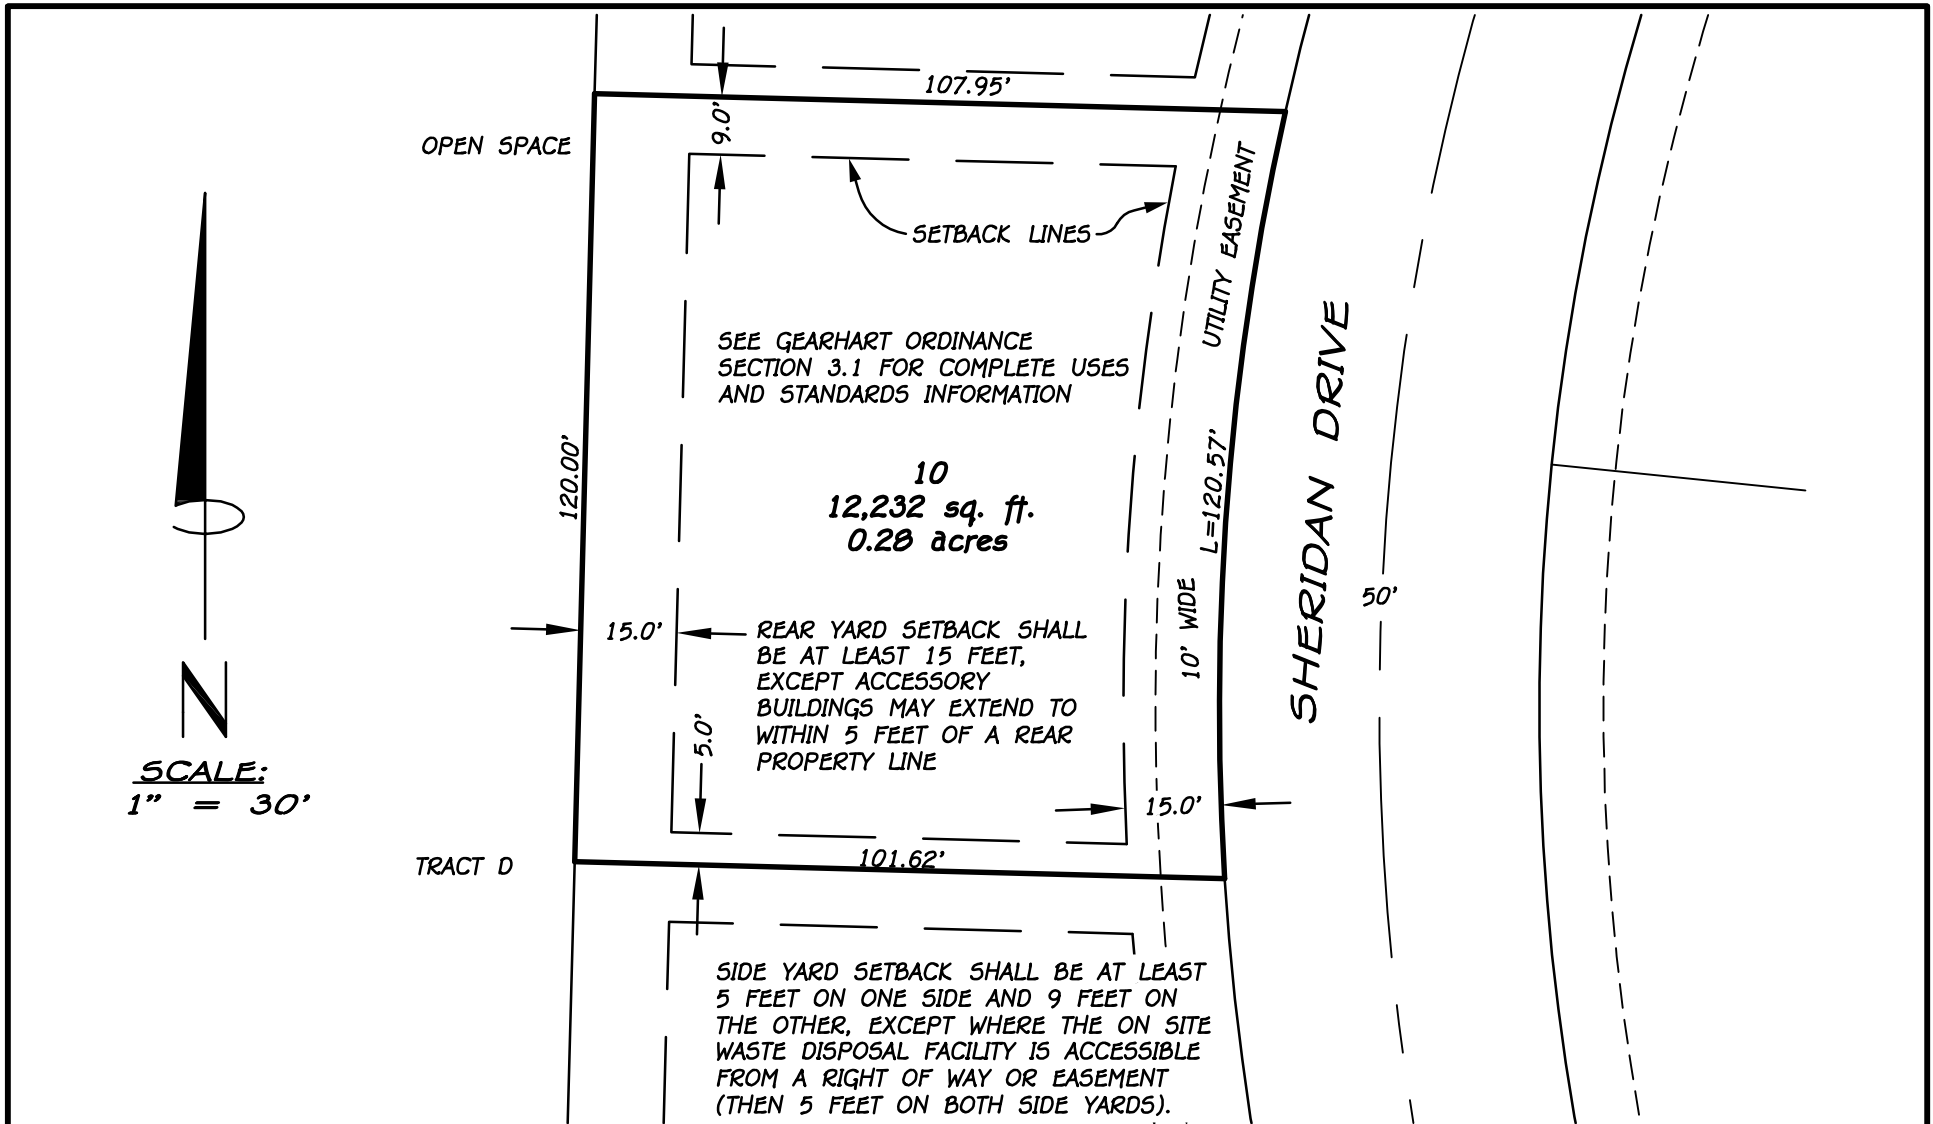 107.95'
9.0'
OPEN SPACE
SETBACK LINES
UTILITY EASEMENT
SEE GEARHART ORDINANCE
SECTION 3.1 FOR COMPLETE USES
AND STANDARDS INFORMATION
SHERIDAN DRIVE
120.00'
10
12,232 sq. ft.
0.28 acres
L=120.57'
10' WIDE
50'
15.0'
REAR YARD SETBACK SHALL
BE AT LEAST 15 FEET,
EXCEPT ACCESSORY
BUILDINGS MAY EXTEND TO
WITHIN 5 FEET OF A REAR
PROPERTY LINE
N
SCALE:
1" = 30'
5.0'
15.0'
101.62'
TRACT D
SIDE YARD SETBACK SHALL BE AT LEAST
5 FEET ON ONE SIDE AND 9 FEET ON
THE OTHER, EXCEPT WHERE THE ON SITE
WASTE DISPOSAL FACILITY IS ACCESSIBLE
FROM A RIGHT OF WAY OR EASEMENT
(THEN 5 FEET ON BOTH SIDE YARDS).